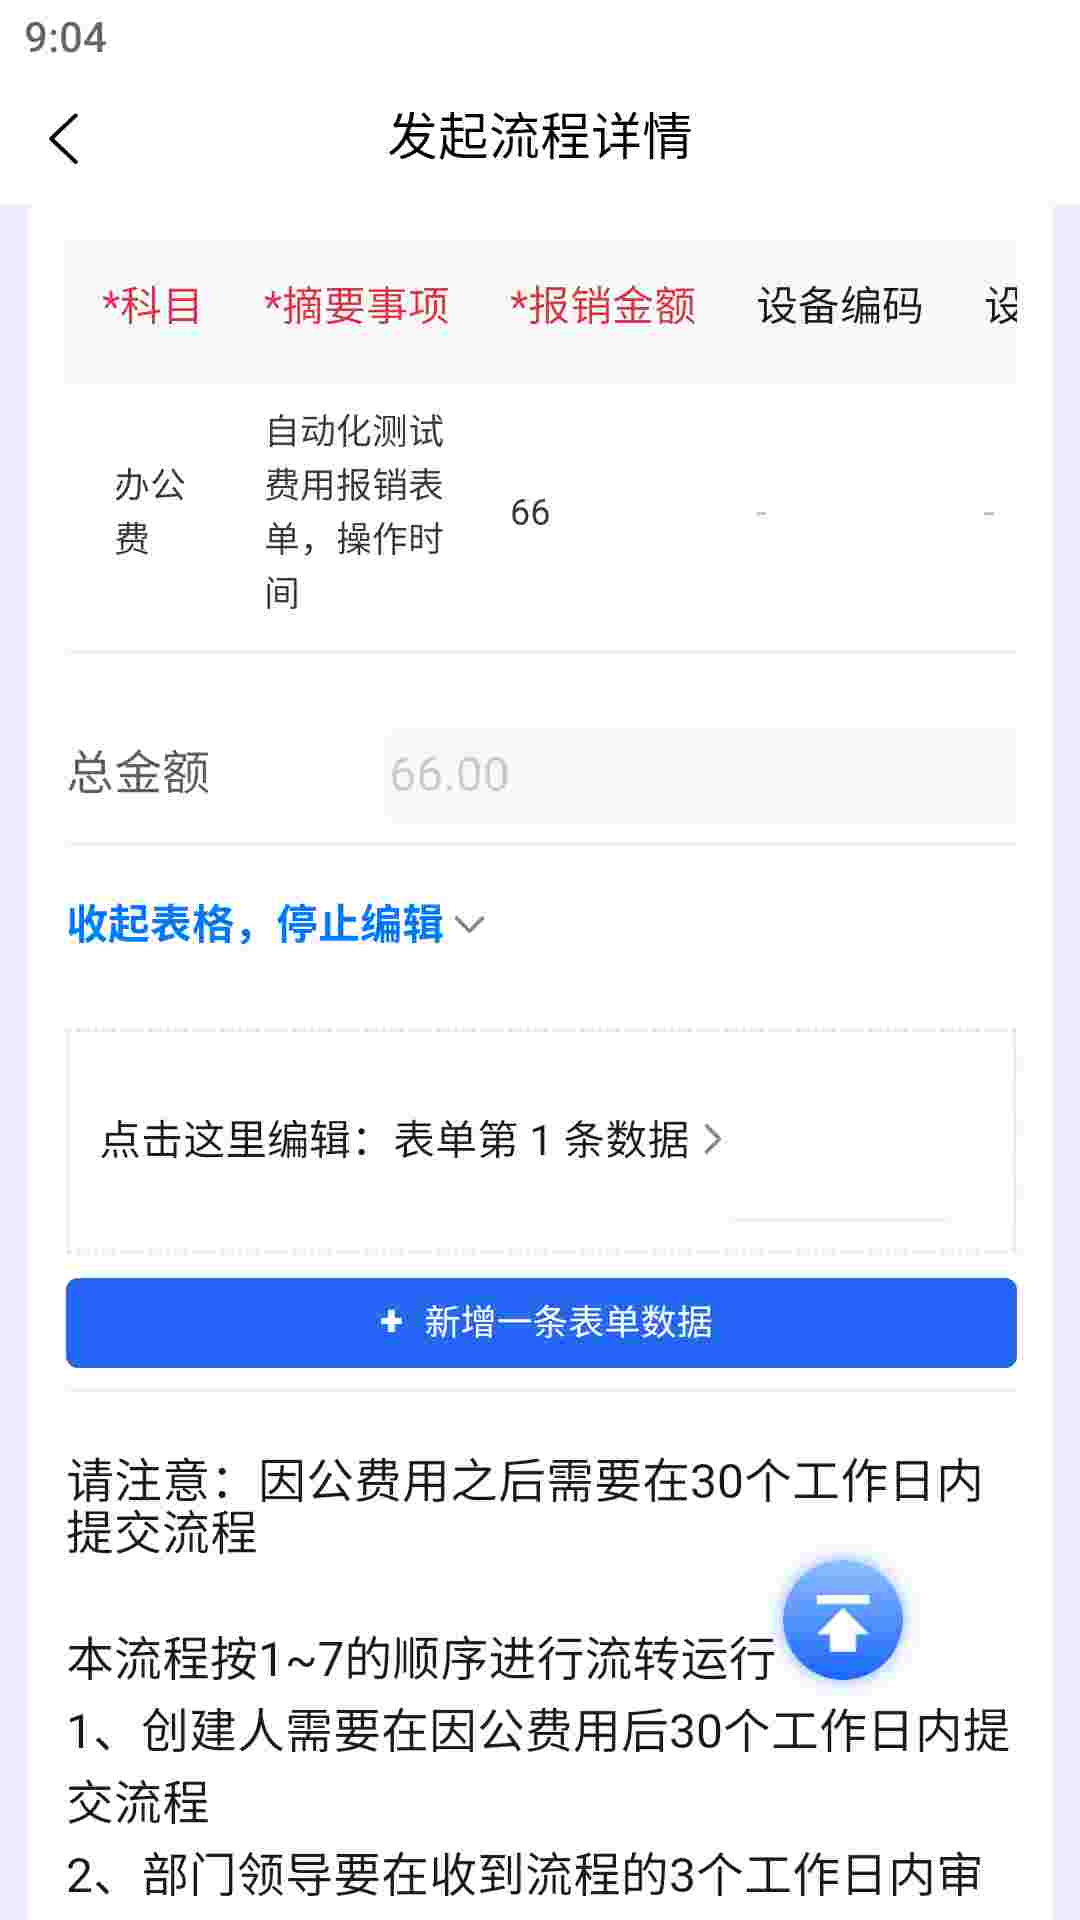 9:04
发起流程详情
*科目 *摘要事项 *报销金额 设备编码 设
办公费 自动化测试费用报销表单，操作时间 66 - -
总金额 66.00
收起表格，停止编辑
点击这里编辑：表单第 1 条数据
新增一条表单数据
请注意：因公费用之后需要在30个工作日内
提交流程
本流程按1~7的顺序进行流转运行
1、创建人需要在因公费用后30个工作日内提
交流程
2、部门领导要在收到流程的3个工作日内审